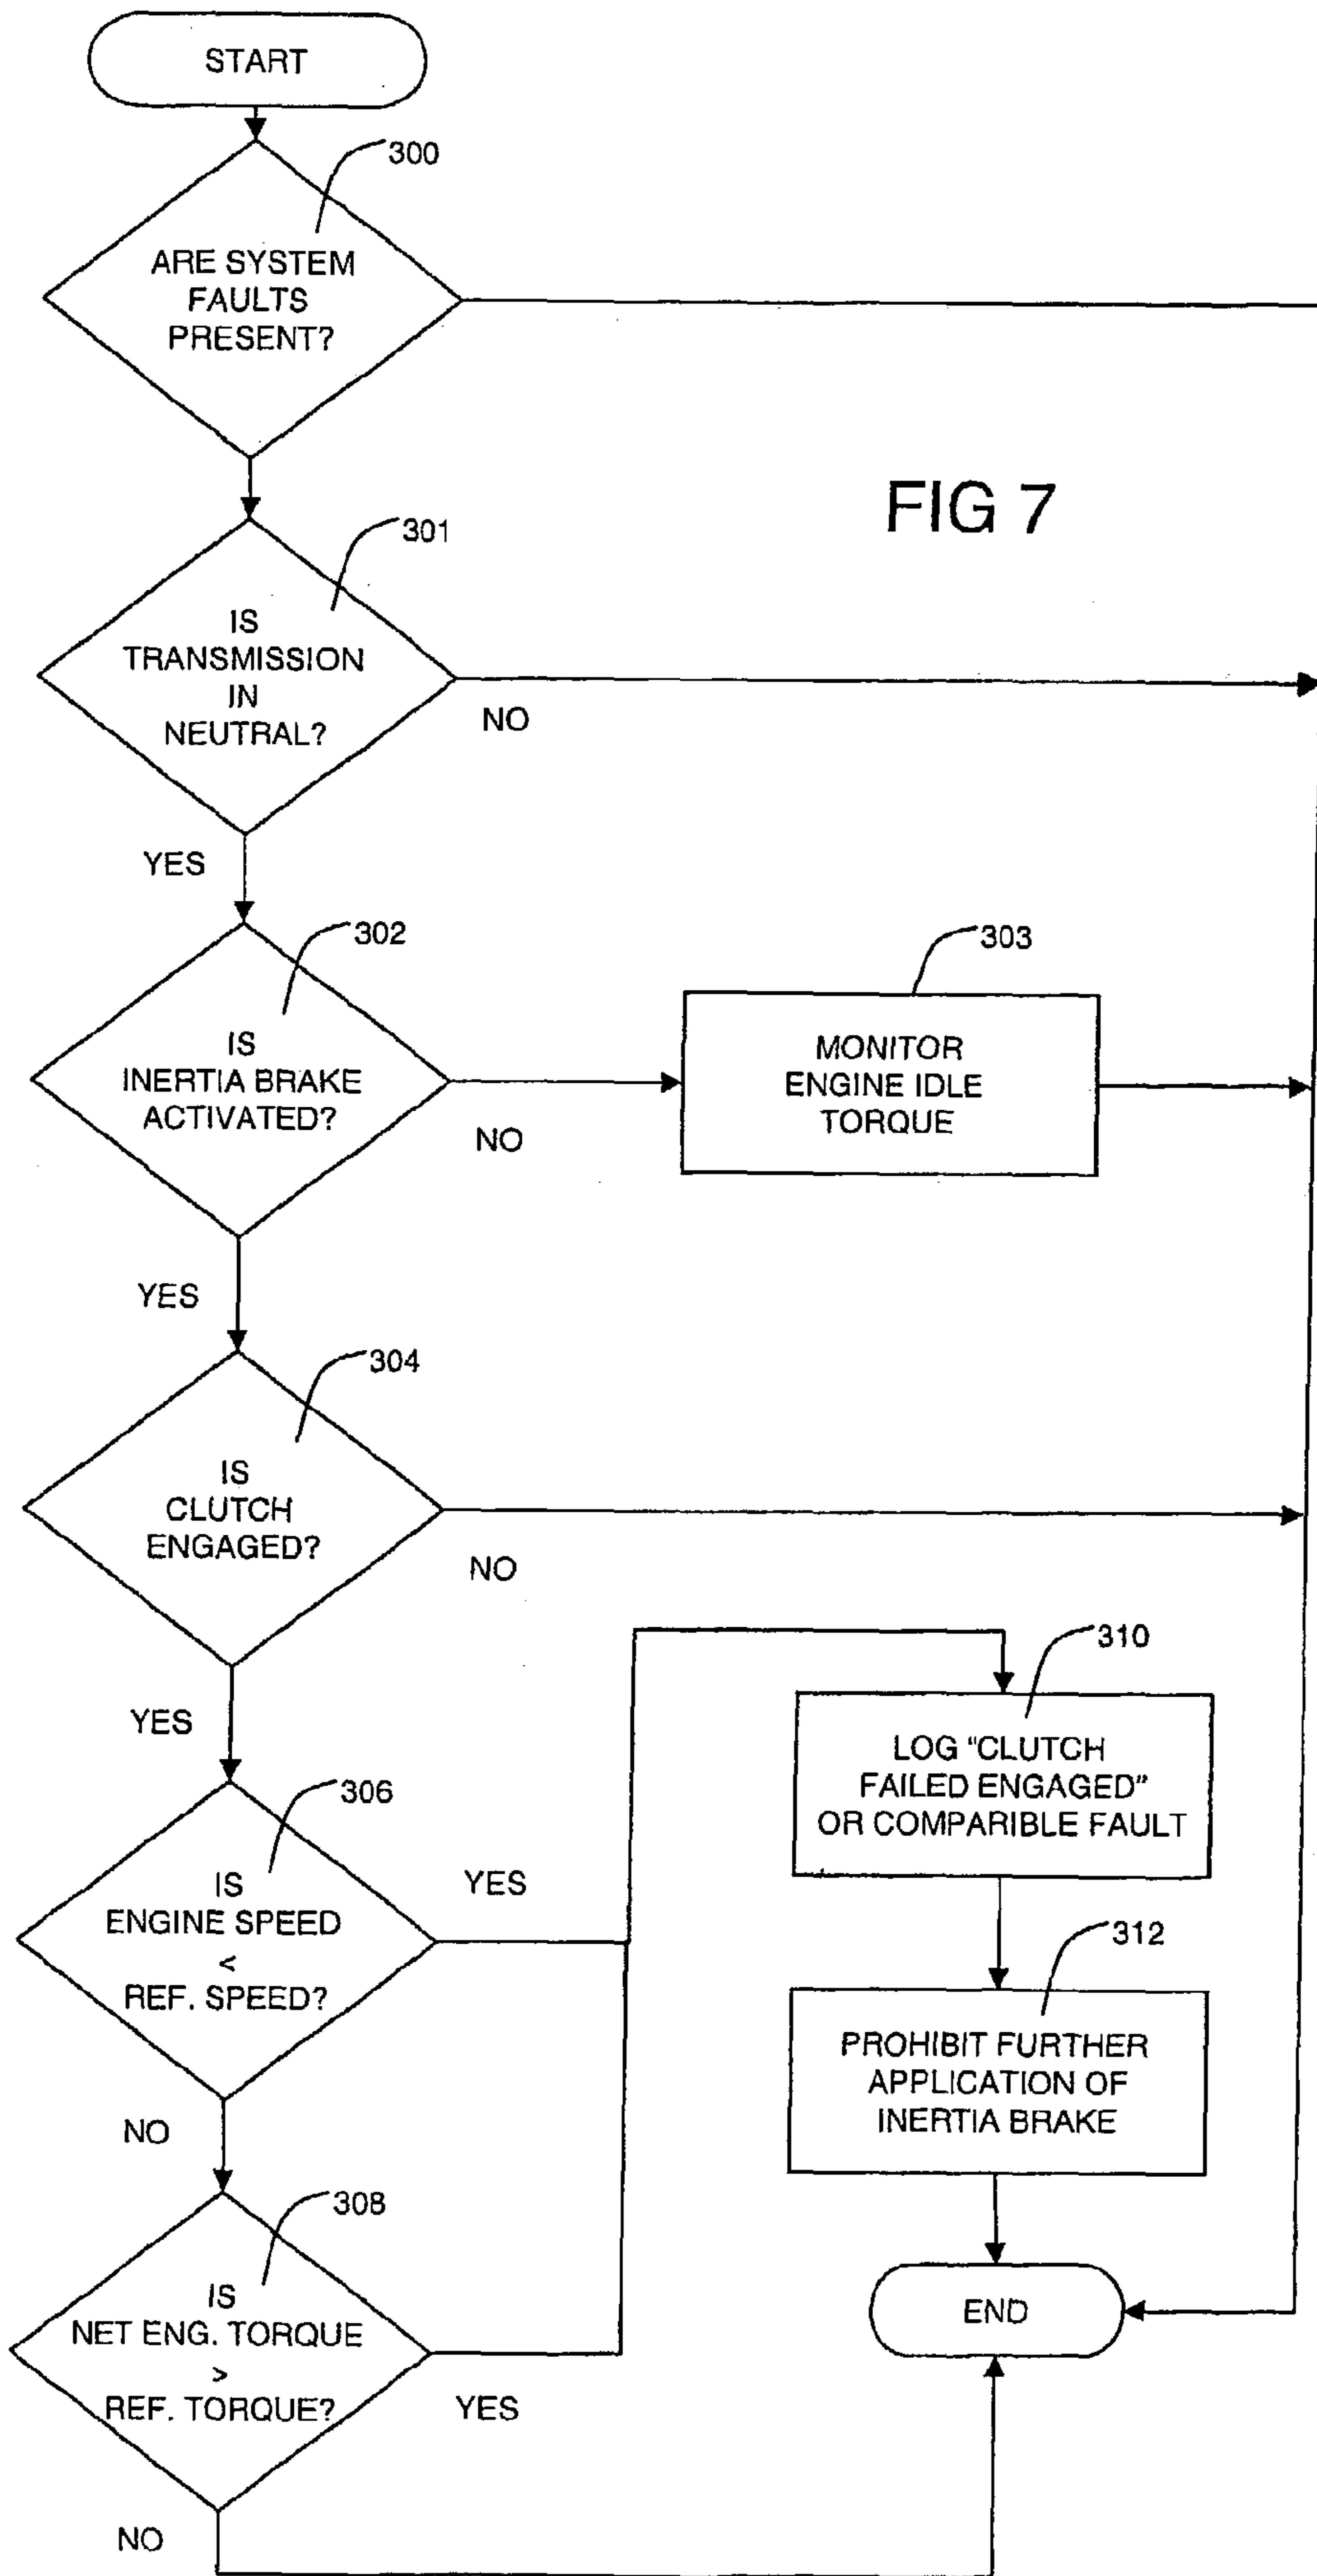 START
300
ARE SYSTEM
FAULTS
PRESENT?
FIG 7
301
IS
TRANSMISSION
IN
NEUTRAL?
NO
YES
302
IS
INERTIA BRAKE
ACTIVATED?
NO
303
MONITOR
ENGINE IDLE
TORQUE
YES
304
IS
CLUTCH
ENGAGED?
NO
YES
306
IS
ENGINE SPEED
<
REF. SPEED?
YES
NO
308
IS
NET ENG. TORQUE
>
REF. TORQUE?
YES
NO
310
LOG "CLUTCH
FAILED ENGAGED"
OR COMPARIBLE FAULT
312
PROHIBIT FURTHER
APPLICATION OF
INERTIA BRAKE
END